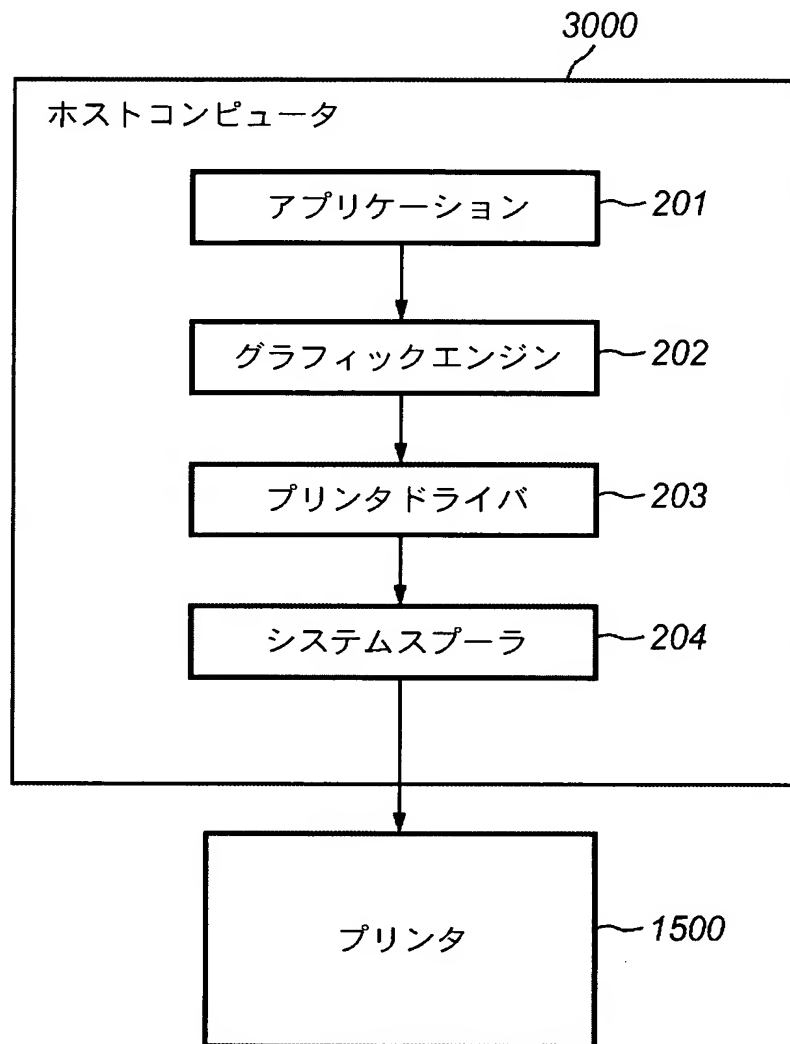 3000
ホストコンピュータ
アプリケーション 201
グラフィックエンジン 202
プリンタドライバ 203
システムスプーラ 204
プリンタ 1500